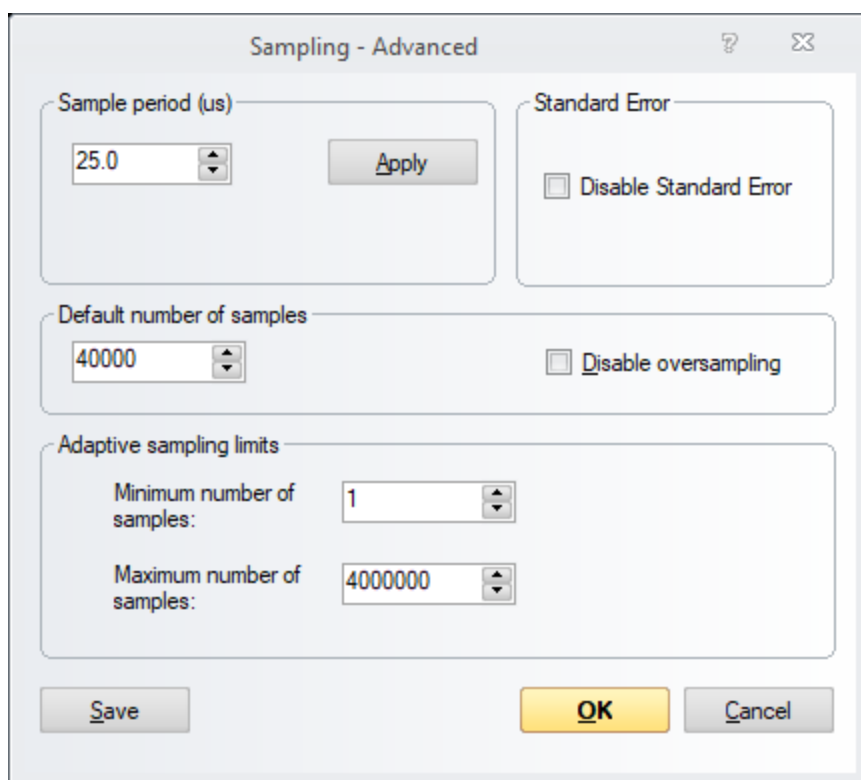 Sampling - Advanced
Sample period (us)
25.0
Apply
Standard Error
Disable Standard Error
Default number of samples
40000
Disable oversampling
Adaptive sampling limits
Minimum number of
samples:
1
Maximum number of
samples:
4000000
Save
OK
Cancel